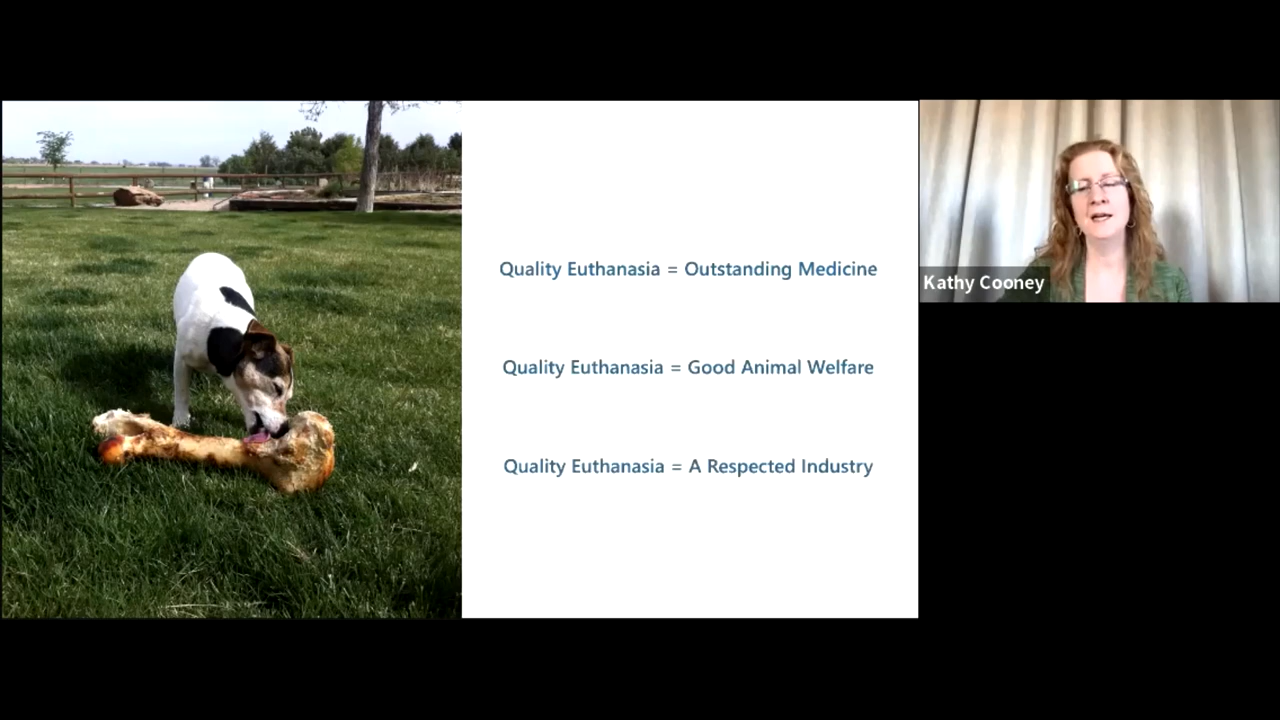 Quality Euthanasia = Outstanding Medicine
Quality Euthanasia = Good Animal Welfare
Quality Euthanasia = A Respected Industry
Kathy Cooney